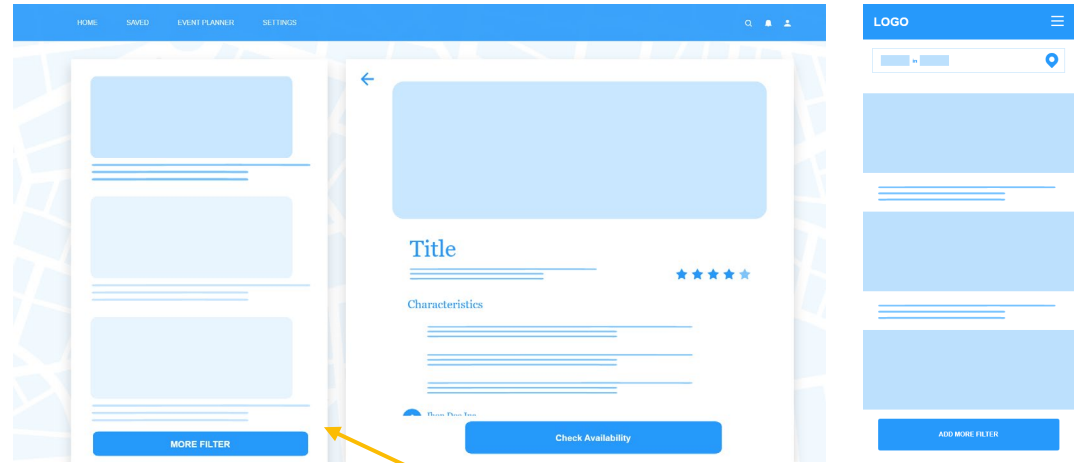 HOME SAVED EVENT PLANNER SETTINGS
MORE FILTER
Title
Characteristics
Check Availability
LOGO
in
ADD MORE FILTER